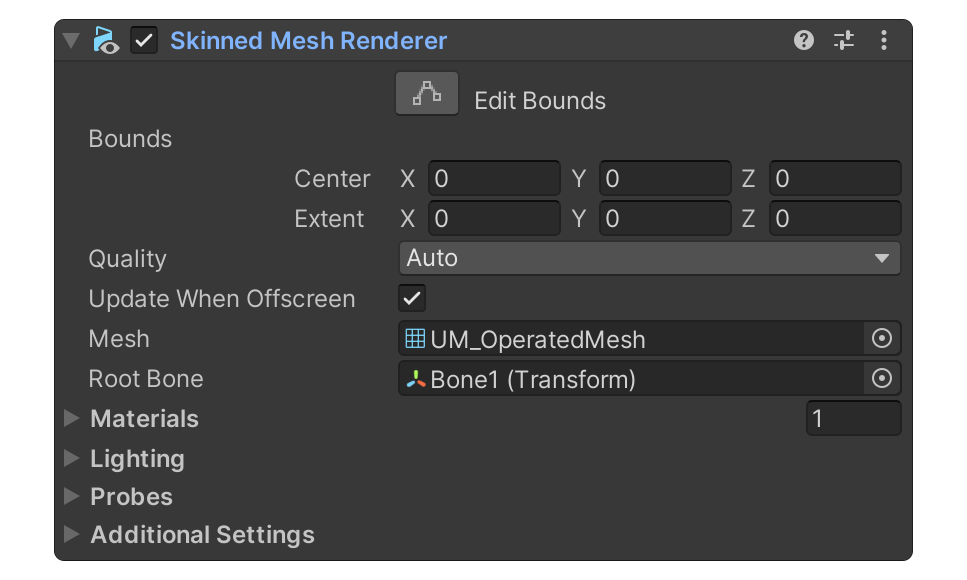 Skinned Mesh Renderer
Edit Bounds
Bounds
Center X 0 Y 0 Z 0
Extent X 0 Y 0 Z 0
Quality Auto
Update When Offscreen
Mesh UM_OperatedMesh
Root Bone Bone1 (Transform)
Materials 1
Lighting
Probes
Additional Settings